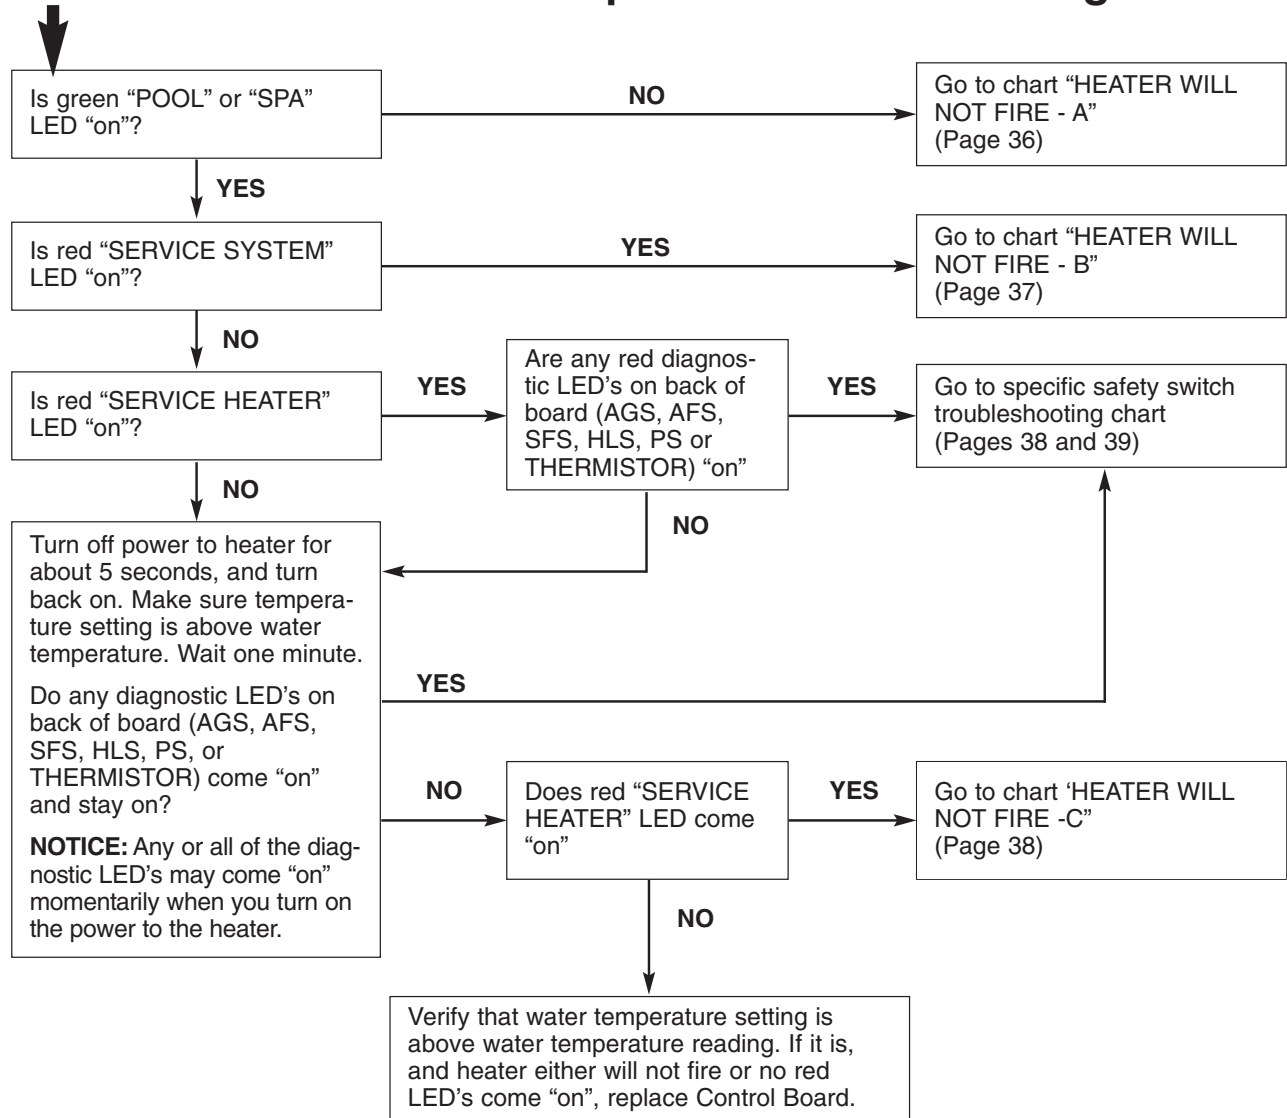 Is green “POOL” or “SPA”
LED “on”?
NO
Go to chart “HEATER WILL
NOT FIRE - A”
(Page 36)
YES
Is red “SERVICE SYSTEM”
LED “on”?
YES
Go to chart “HEATER WILL
NOT FIRE - B”
(Page 37)
NO
Is red “SERVICE HEATER”
LED “on”?
YES
Are any red diagnos-
tic LED's on back of
board (AGS, AFS,
SFS, HLS, PS or
THERMISTOR) “on”
YES
Go to specific safety switch
troubleshooting chart
(Pages 38 and 39)
NO
NO
Turn off power to heater for
about 5 seconds, and turn
back on. Make sure tempera-
ture setting is above water
temperature. Wait one minute.
Do any diagnostic LED's on
back of board (AGS, AFS,
SFS, HLS, PS, or
THERMISTOR) come “on”
and stay on?
NOTICE: Any or all of the diag-
nostic LED's may come “on”
momentarily when you turn on
the power to the heater.
YES
NO
Does red “SERVICE
HEATER” LED come
“on”
YES
Go to chart ‘HEATER WILL
NOT FIRE -C”
(Page 38)
NO
Verify that water temperature setting is
above water temperature reading. If it is,
and heater either will not fire or no red
LED's come “on”, replace Control Board.